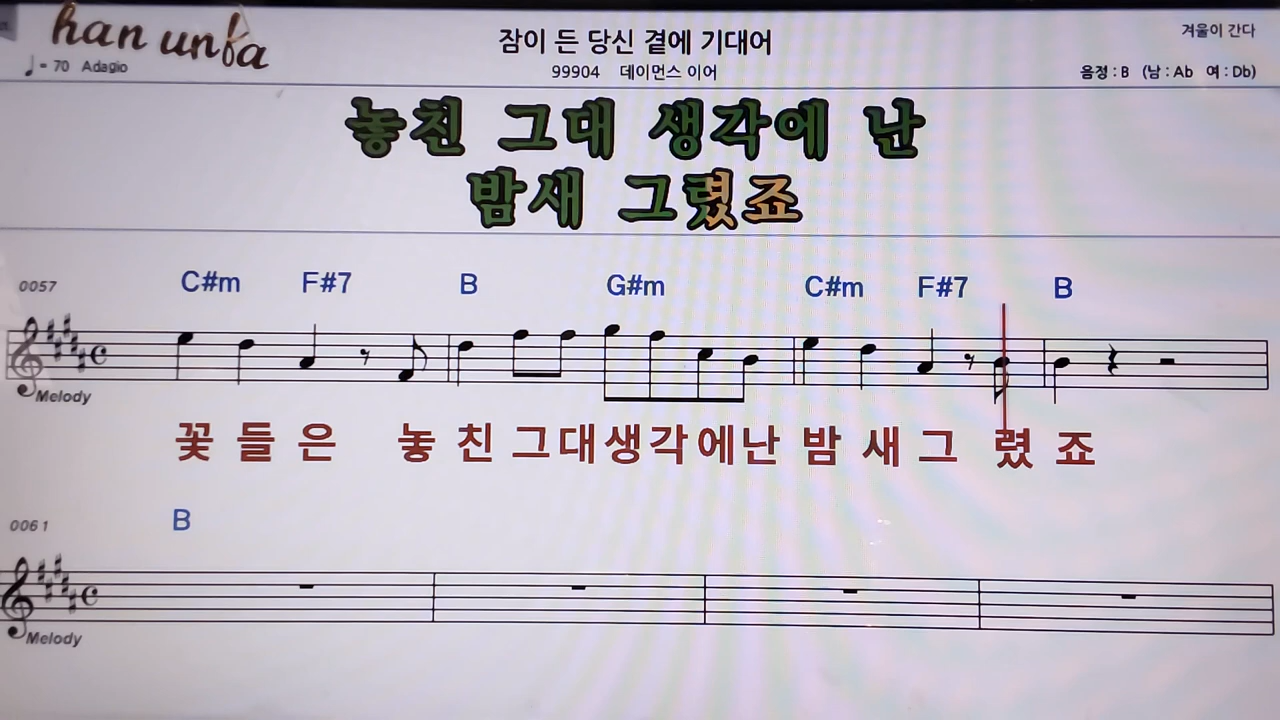 han unba
잠이 든 당신 곁에 기대어
겨울이 간다
♩= 70 Adagio
99904 데이먼스 이어
음정 : B (남 : Ab 여 : Db)
놓친 그대 생각에 난
밤새 그렸죠
0057
C#m F#7 B G#m C#m F#7 B
Melody
꽃 들 은 놓 친 그대생각에난 밤 새 그 렸 죠
0061
B
Melody